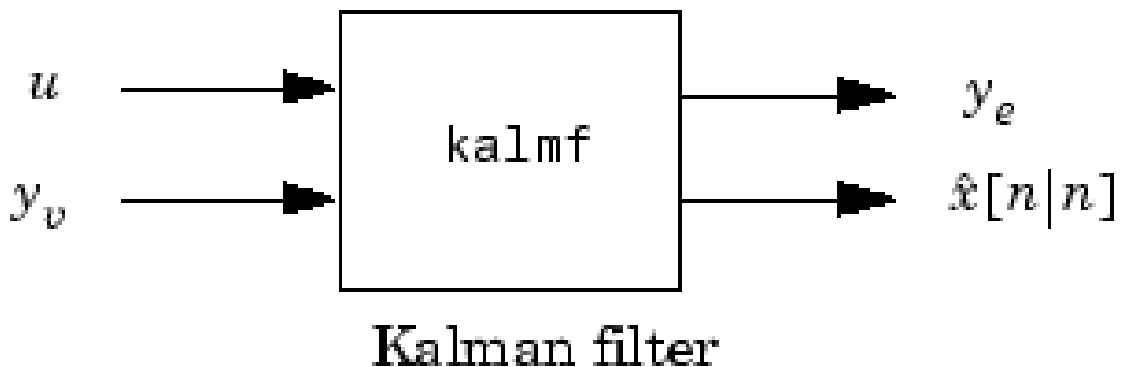 u
y_v
kalmf
y_e
x̂[n|n]
Kalman filter